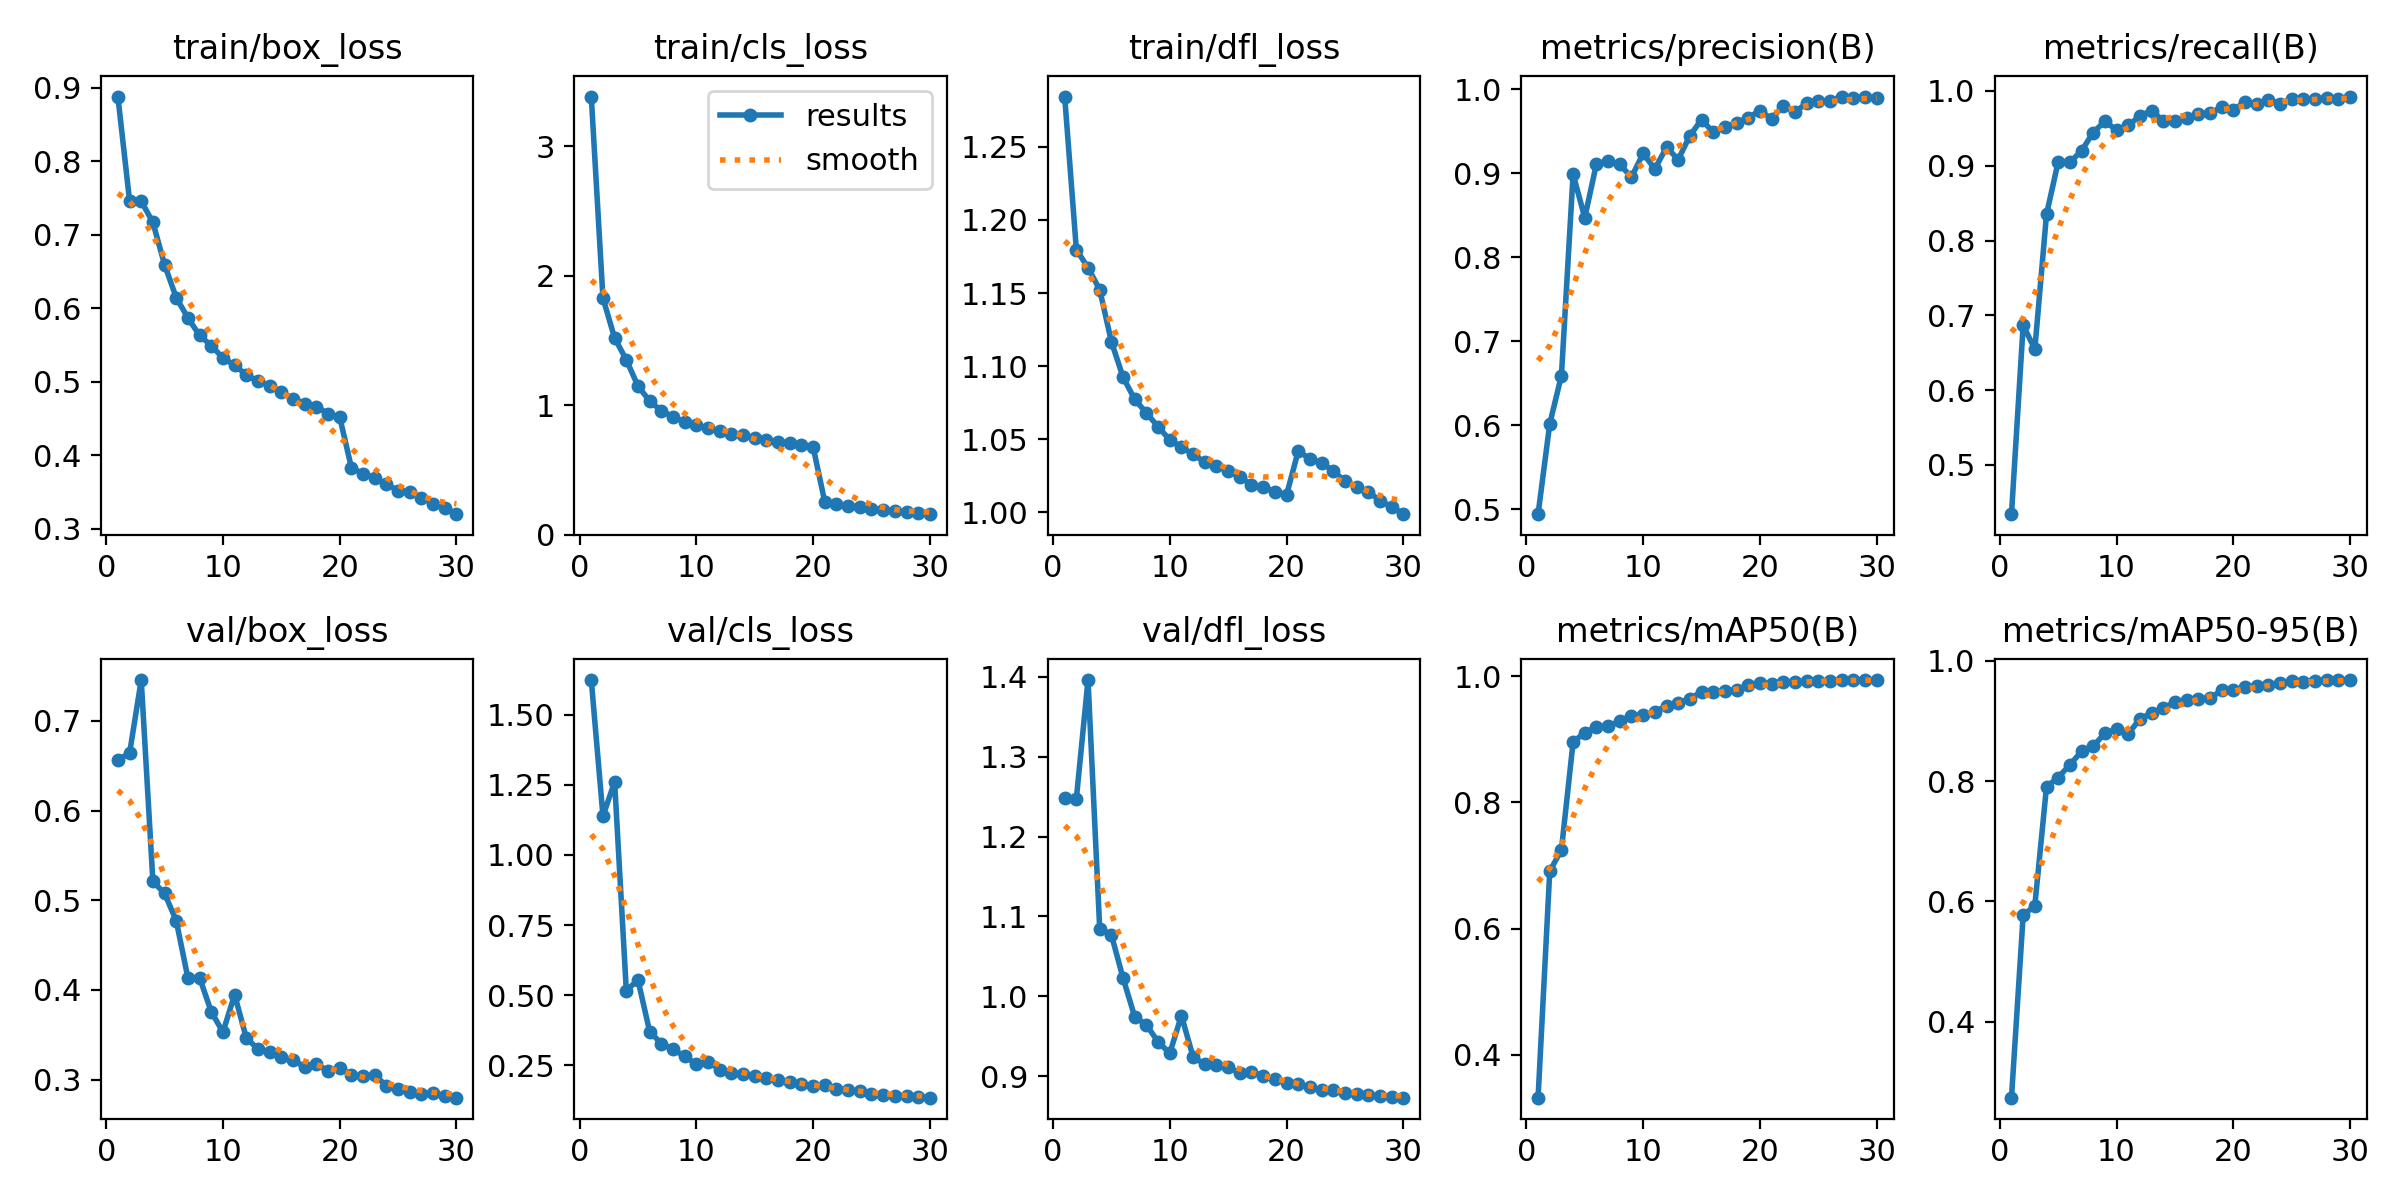 train/box_loss
0.9
0.8
0.7
0.6
0.5
0.4
0.3
0 10 20 30
train/cls_loss
results
smooth
3
2
1
0
0 10 20 30
train/dfl_loss
1.25
1.20
1.15
1.10
1.05
1.00
0 10 20 30
metrics/precision(B)
1.0
0.9
0.8
0.7
0.6
0.5
0 10 20 30
metrics/recall(B)
1.0
0.9
0.8
0.7
0.6
0.5
0 10 20 30
val/box_loss
0.7
0.6
0.5
0.4
0.3
0 10 20 30
val/cls_loss
1.50
1.25
1.00
0.75
0.50
0.25
0 10 20 30
val/dfl_loss
1.4
1.3
1.2
1.1
1.0
0.9
0 10 20 30
metrics/mAP50(B)
1.0
0.8
0.6
0.4
0 10 20 30
metrics/mAP50-95(B)
1.0
0.8
0.6
0.4
0 10 20 30